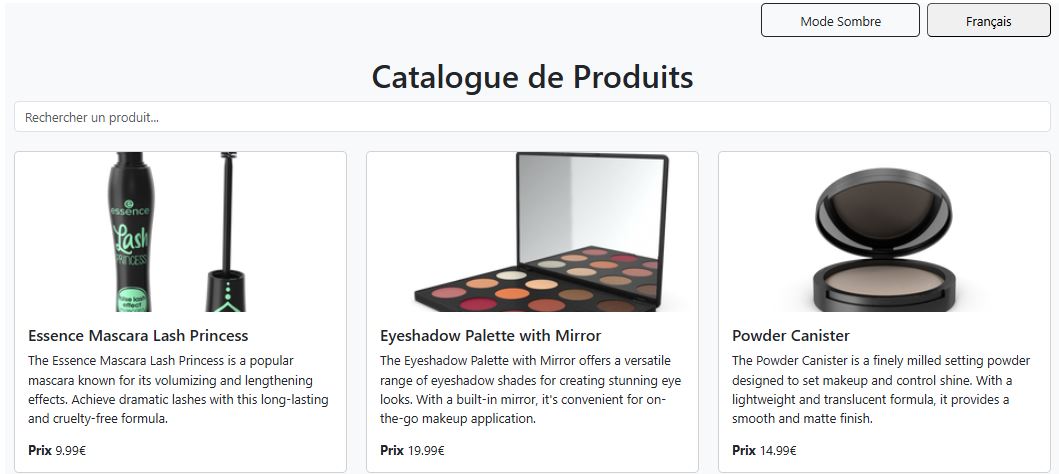 Mode Sombre
Français
Catalogue de Produits
Rechercher un produit...
essence
Lash
PRINCESS
false lash
effect
Essence Mascara Lash Princess
The Essence Mascara Lash Princess is a popular
mascara known for its volumizing and lengthening
effects. Achieve dramatic lashes with this long-lasting
and cruelty-free formula.
Prix 9.99€
Eyeshadow Palette with Mirror
The Eyeshadow Palette with Mirror offers a versatile
range of eyeshadow shades for creating stunning eye
looks. With a built-in mirror, it's convenient for on-
the-go makeup application.
Prix 19.99€
Powder Canister
The Powder Canister is a finely milled setting powder
designed to set makeup and control shine. With a
lightweight and translucent formula, it provides a
smooth and matte finish.
Prix 14.99€